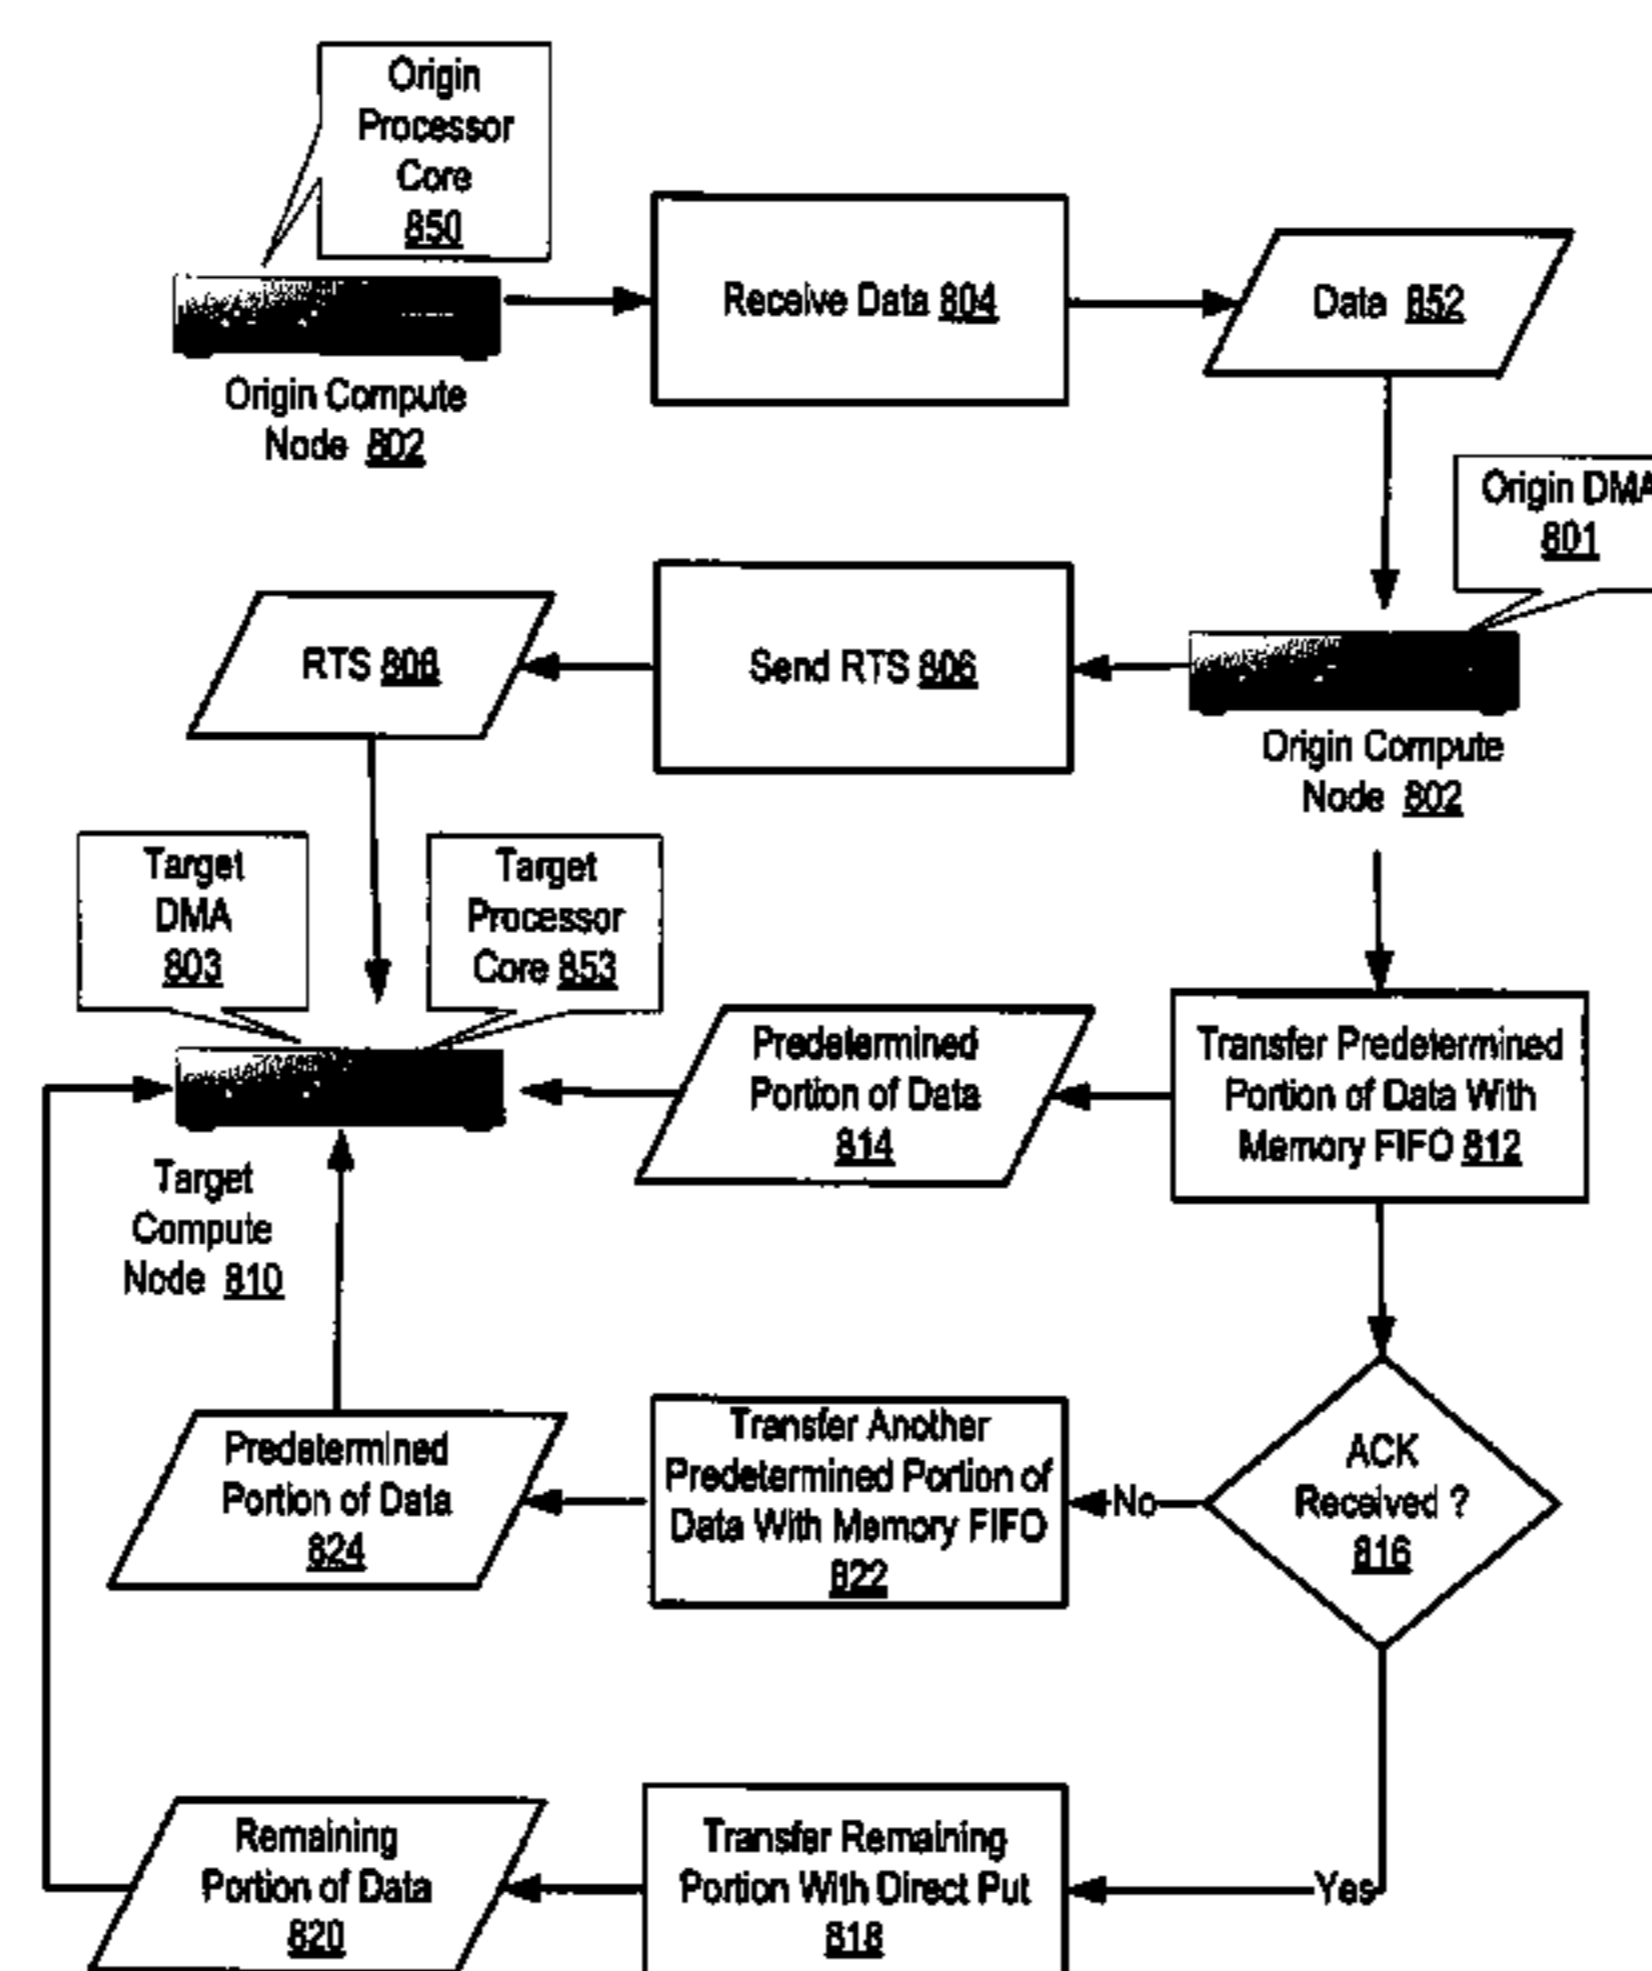 Origin
Processor
Core
850
Receive Data 804
Data 852
Origin Compute
Node 802
Origin DMA
801
RTS 808
Send RTS 806
Origin Compute
Node 802
Target
DMA
803
Target
Processor
Core 853
Predetermined
Portion of Data
814
Transfer Predetermined
Portion of Data With
Memory FIFO 812
Target
Compute
Node 810
Predetermined
Portion of Data
824
Transfer Another
Predetermined Portion of
Data With Memory FIFO
822
No
ACK
Received ?
816
Remaining
Portion of Data
820
Transfer Remaining
Portion With Direct Put
818
Yes